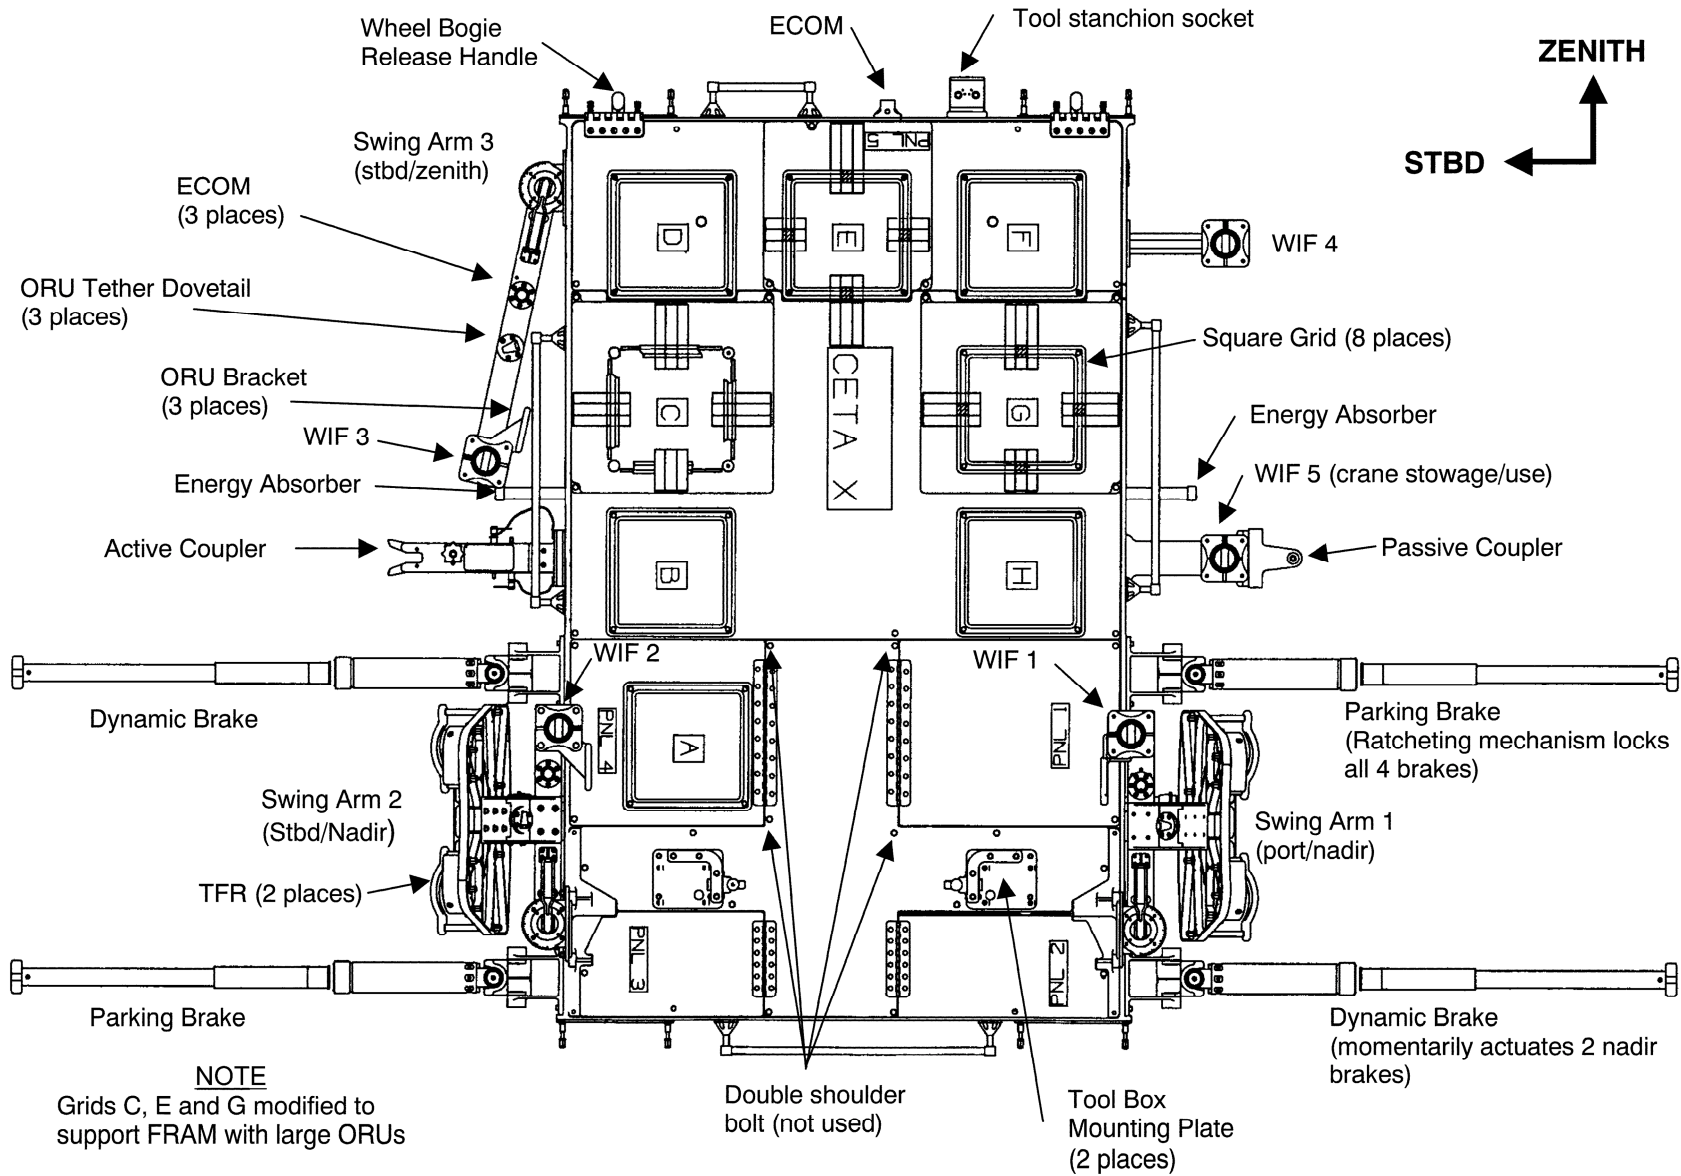 Wheel Bogie
Release Handle
ECOM
Tool stanchion socket
ZENITH
STBD
Swing Arm 3
(stbd/zenith)
ECOM
(3 places)
ORU Tether Dovetail
(3 places)
ORU Bracket
(3 places)
WIF 3
Energy Absorber
Active Coupler
Dynamic Brake
Swing Arm 2
(Stbd/Nadir)
TFR (2 places)
Parking Brake
NOTE
Grids C, E and G modified to
support FRAM with large ORUs
PNL 5
D
E
F
C
CETA X
G
B
H
WIF 2
WIF 1
PNL 4
A
PNL 1
PNL 3
PNL 2
WIF 4
Square Grid (8 places)
Energy Absorber
WIF 5 (crane stowage/use)
Passive Coupler
Parking Brake
(Ratcheting mechanism locks
all 4 brakes)
Swing Arm 1
(port/nadir)
Dynamic Brake
(momentarily actuates 2 nadir
brakes)
Double shoulder
bolt (not used)
Tool Box
Mounting Plate
(2 places)